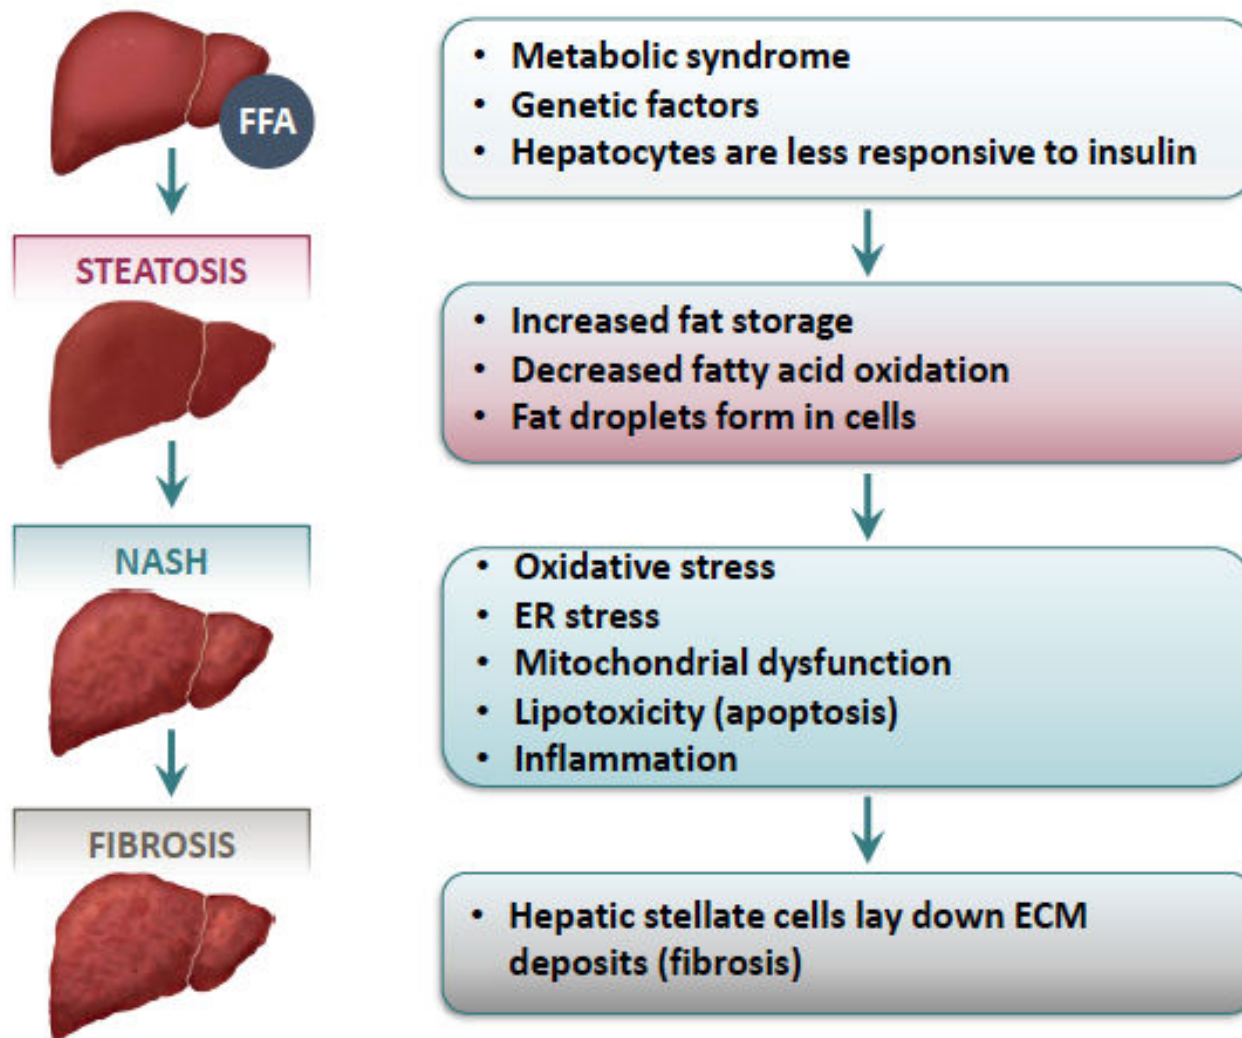 FFA
• Metabolic syndrome
• Genetic factors
• Hepatocytes are less responsive to insulin
STEATOSIS
• Increased fat storage
• Decreased fatty acid oxidation
• Fat droplets form in cells
NASH
• Oxidative stress
• ER stress
• Mitochondrial dysfunction
• Lipotoxicity (apoptosis)
• Inflammation
FIBROSIS
• Hepatic stellate cells lay down ECM
deposits (fibrosis)